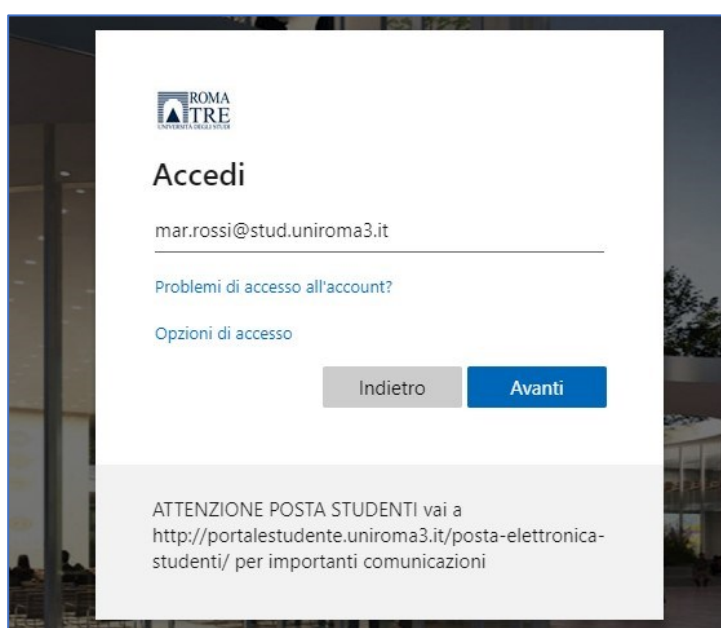 ROMA
TRE
UNIVERSITÀ DEGLI STUDI
Accedi
mar.rossi@stud.uniroma3.it
Problemi di accesso all'account?
Opzioni di accesso
Indietro
Avanti
ATTENZIONE POSTA STUDENTI vai a
http://portalestudente.uniroma3.it/posta-elettronica-
studenti/ per importanti comunicazioni